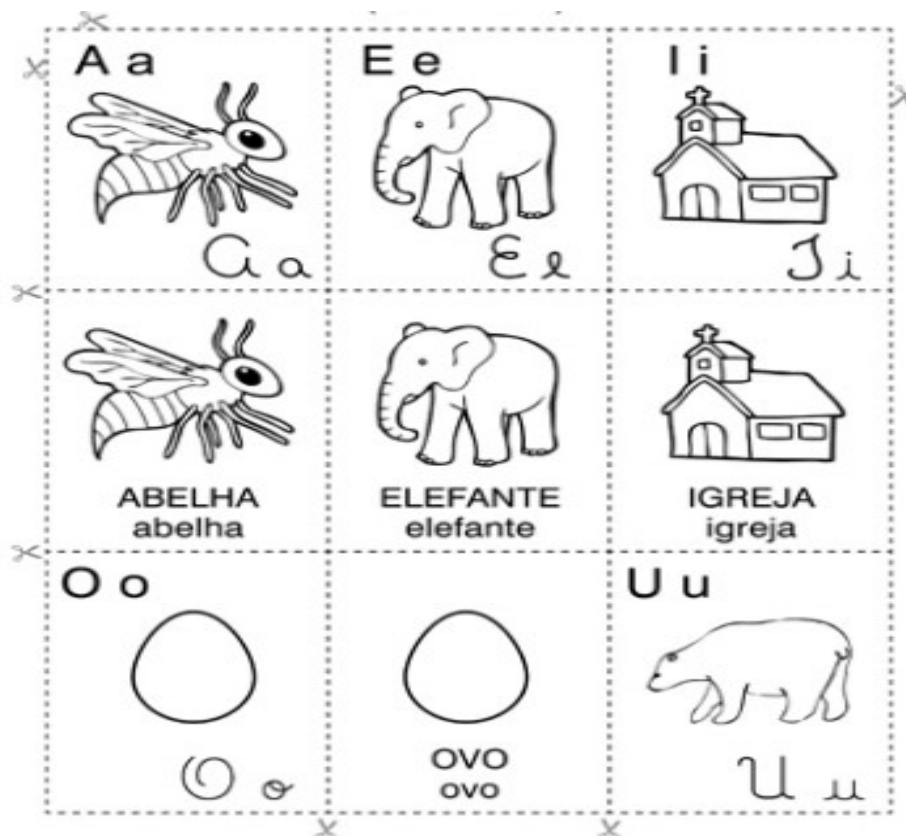 A a
E e
I i
A a
E e
I i
ABELHA
abelha
ELEFANTE
elefante
IGREJA
igreja
O o
U u
OVO
ovo
O o
U u